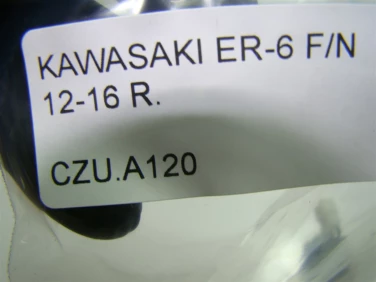 KAWASAKI ER-6 F/N
12-16 R.
CZU.A120